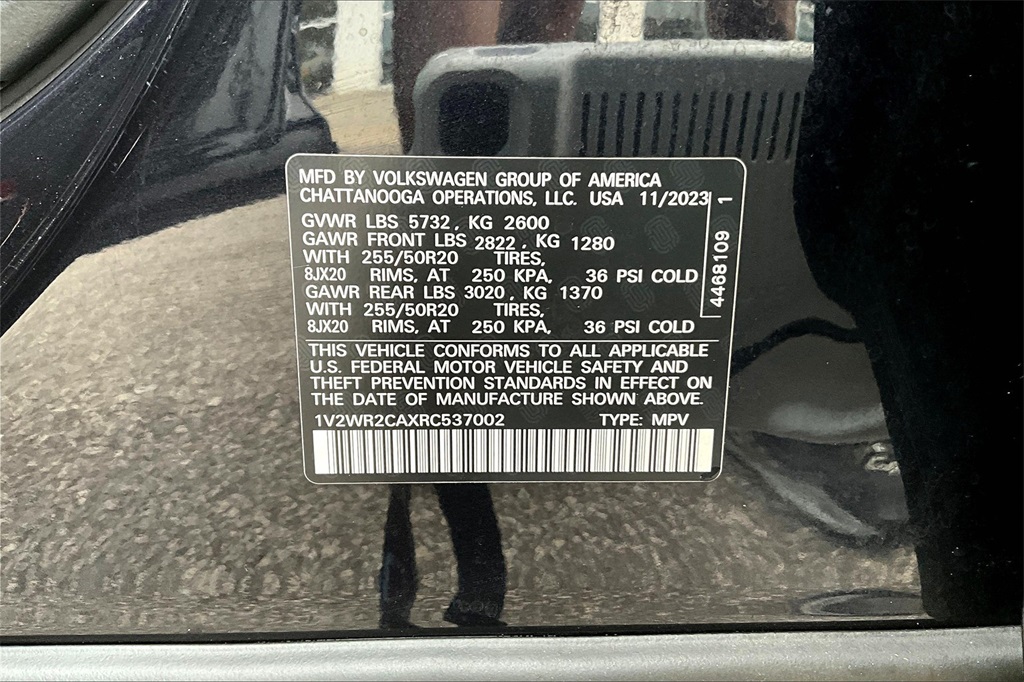 MFD BY VOLKSWAGEN GROUP OF AMERICA
CHATTANOOGA OPERATIONS, LLC. USA 11/2023
GVWR LBS 5732, KG 2600
GAWR FRONT LBS 2822, KG 1280
WITH 255/50R20 TIRES,
8JX20 RIMS, AT 250 KPA, 36 PSI COLD
GAWR REAR LBS 3020, KG 1370
WITH 255/50R20 TIRES,
8JX20 RIMS, AT 250 KPA, 36 PSI COLD
4468109 1
THIS VEHICLE CONFORMS TO ALL APPLICABLE
U.S. FEDERAL MOTOR VEHICLE SAFETY AND
THEFT PREVENTION STANDARDS IN EFFECT ON
THE DATE OF MANUFACTURE SHOWN ABOVE.
1V2WR2CAXRC537002 TYPE: MPV